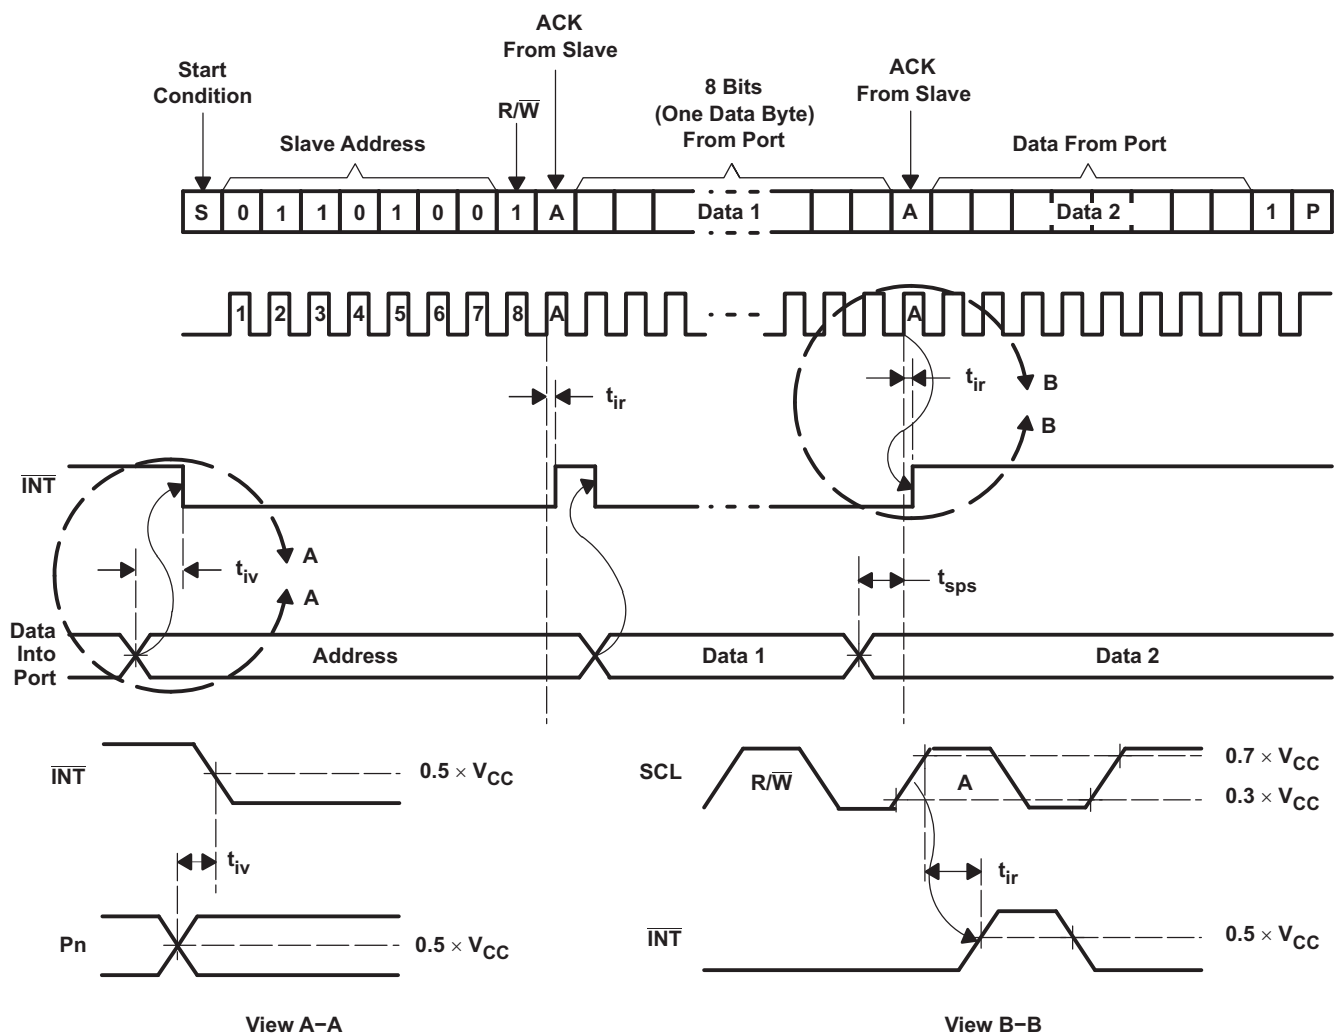 ACK
From Slave
Start
Condition
R/W̅
Slave Address
8 Bits
(One Data Byte)
From Port
ACK
From Slave
Data From Port
S 0 1 1 0 1 0 0 1 A Data 1 A Data 2 1 P
1 2 3 4 5 6 7 8 A A
t_ir
t_ir
B
B
I̅N̅T̅
t_iv
A
A
t_sps
Data
Into
Port
Address
Data 1
Data 2
I̅N̅T̅
0.5 × V_CC
t_iv
Pn
0.5 × V_CC
View A–A
SCL
R/W̅
A
0.7 × V_CC
0.3 × V_CC
t_ir
I̅N̅T̅
0.5 × V_CC
View B–B